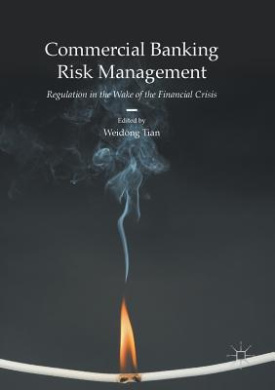 Commercial Banking
Risk Management
Regulation in the Wake of the Financial Crisis
Edited by
Weidong Tian